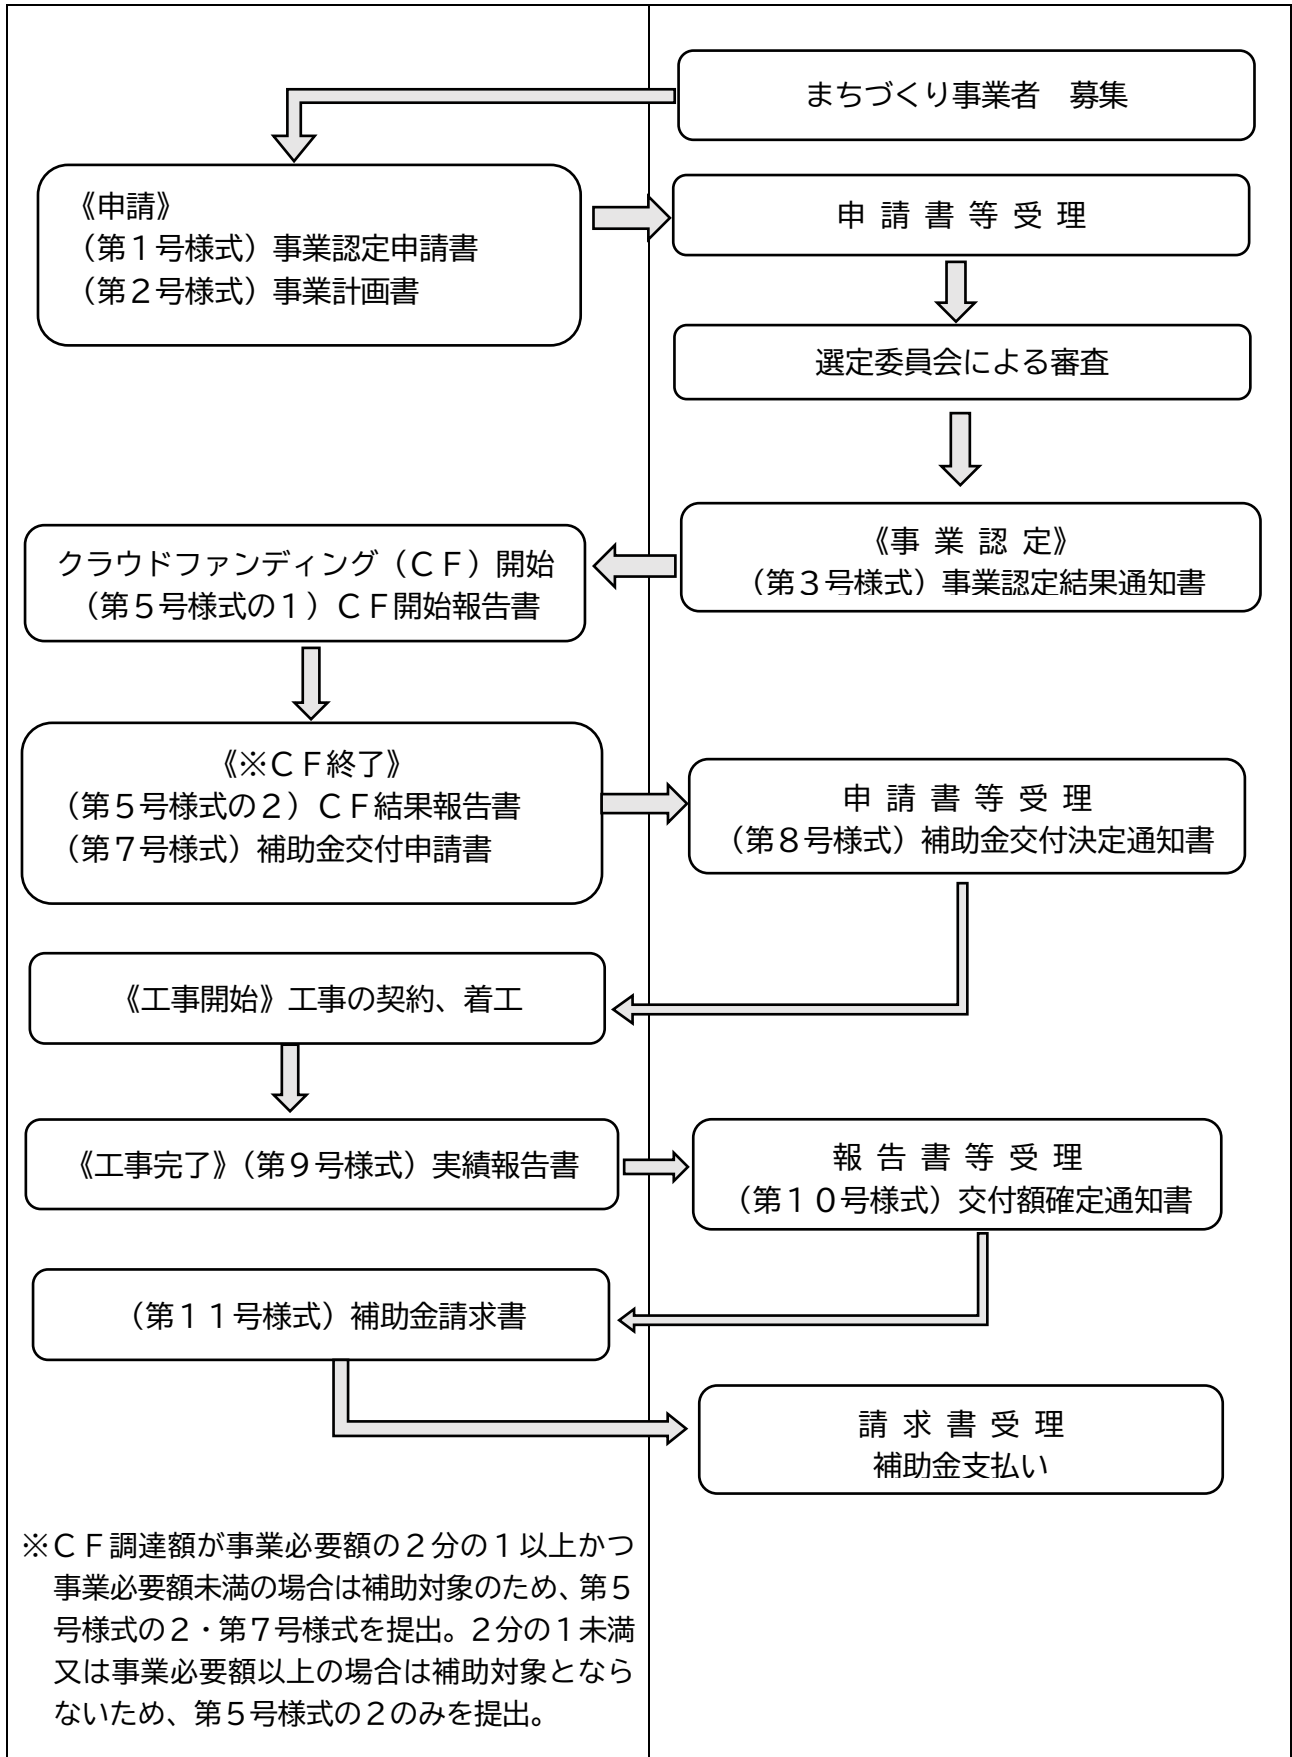 まちづくり事業者　募集
《申請》
（第１号様式）事業認定申請書
（第２号様式）事業計画書
申 請 書 等 受 理
選定委員会による審査
《事 業 認 定》
（第３号様式）事業認定結果通知書
クラウドファンディング（ＣＦ）開始
（第５号様式の１）ＣＦ開始報告書
《※ＣＦ終了》
（第５号様式の２）ＣＦ結果報告書
（第７号様式）補助金交付申請書
申 請 書 等 受 理
（第８号様式）補助金交付決定通知書
《工事開始》工事の契約、着工
《工事完了》（第９号様式）実績報告書
報 告 書 等 受 理
（第１０号様式）交付額確定通知書
（第１１号様式）補助金請求書
請 求 書 受 理
補助金支払い
※ＣＦ調達額が事業必要額の２分の１以上かつ
事業必要額未満の場合は補助対象のため、第５
号様式の２・第７号様式を提出。２分の１未満
又は事業必要額以上の場合は補助対象となら
ないため、第５号様式の２のみを提出。